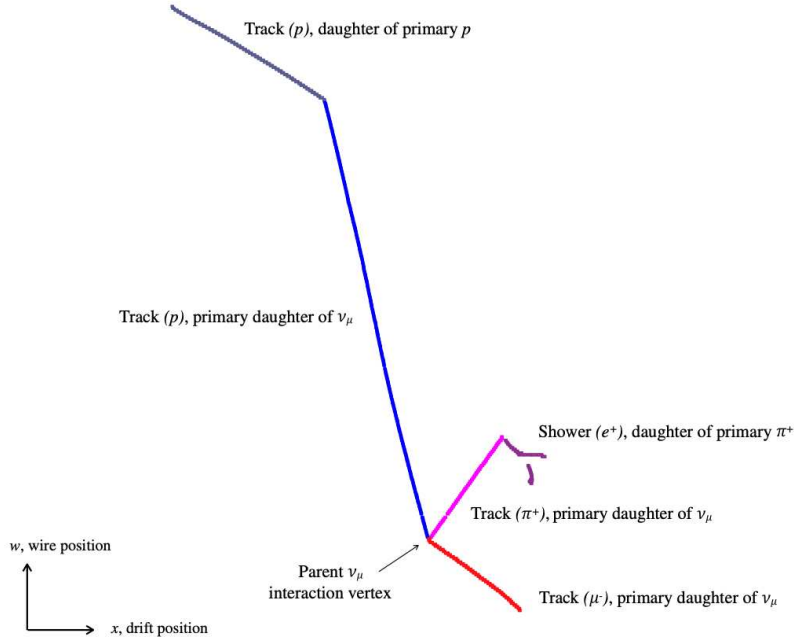 Track (p), daughter of primary p
Track (p), primary daughter of νμ
Shower (e⁺), daughter of primary π⁺
Track (π⁺), primary daughter of νμ
w, wire position
Parent νμ
interaction vertex
Track (μ⁻), primary daughter of νμ
x, drift position